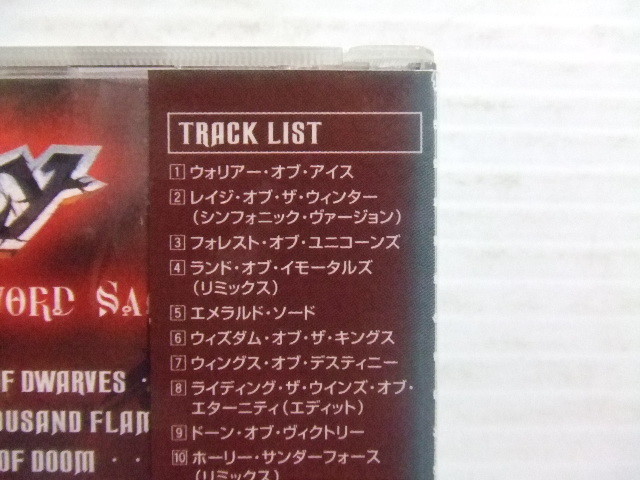 TRACK LIST
1 ウォリアー・オブ・アイス
2 レイジ・オブ・ザ・ウィンター
(シンフォニック・ヴァージョン)
3 フォレスト・オブ・ユニコーンズ
4 ランド・オブ・イモータルズ
(リミックス)
5 エメラルド・ソード
6 ウィズダム・オブ・ザ・キングス
7 ウィングス・オブ・デスティニー
8 ライディング・ザ・ウインズ・オブ・
エターニティ(エディット)
9 ドーン・オブ・ヴィクトリー
10 ホーリー・サンダーフォース
(リミックス)
OF DWARVES ·
FLAM
OF DOOM · ·